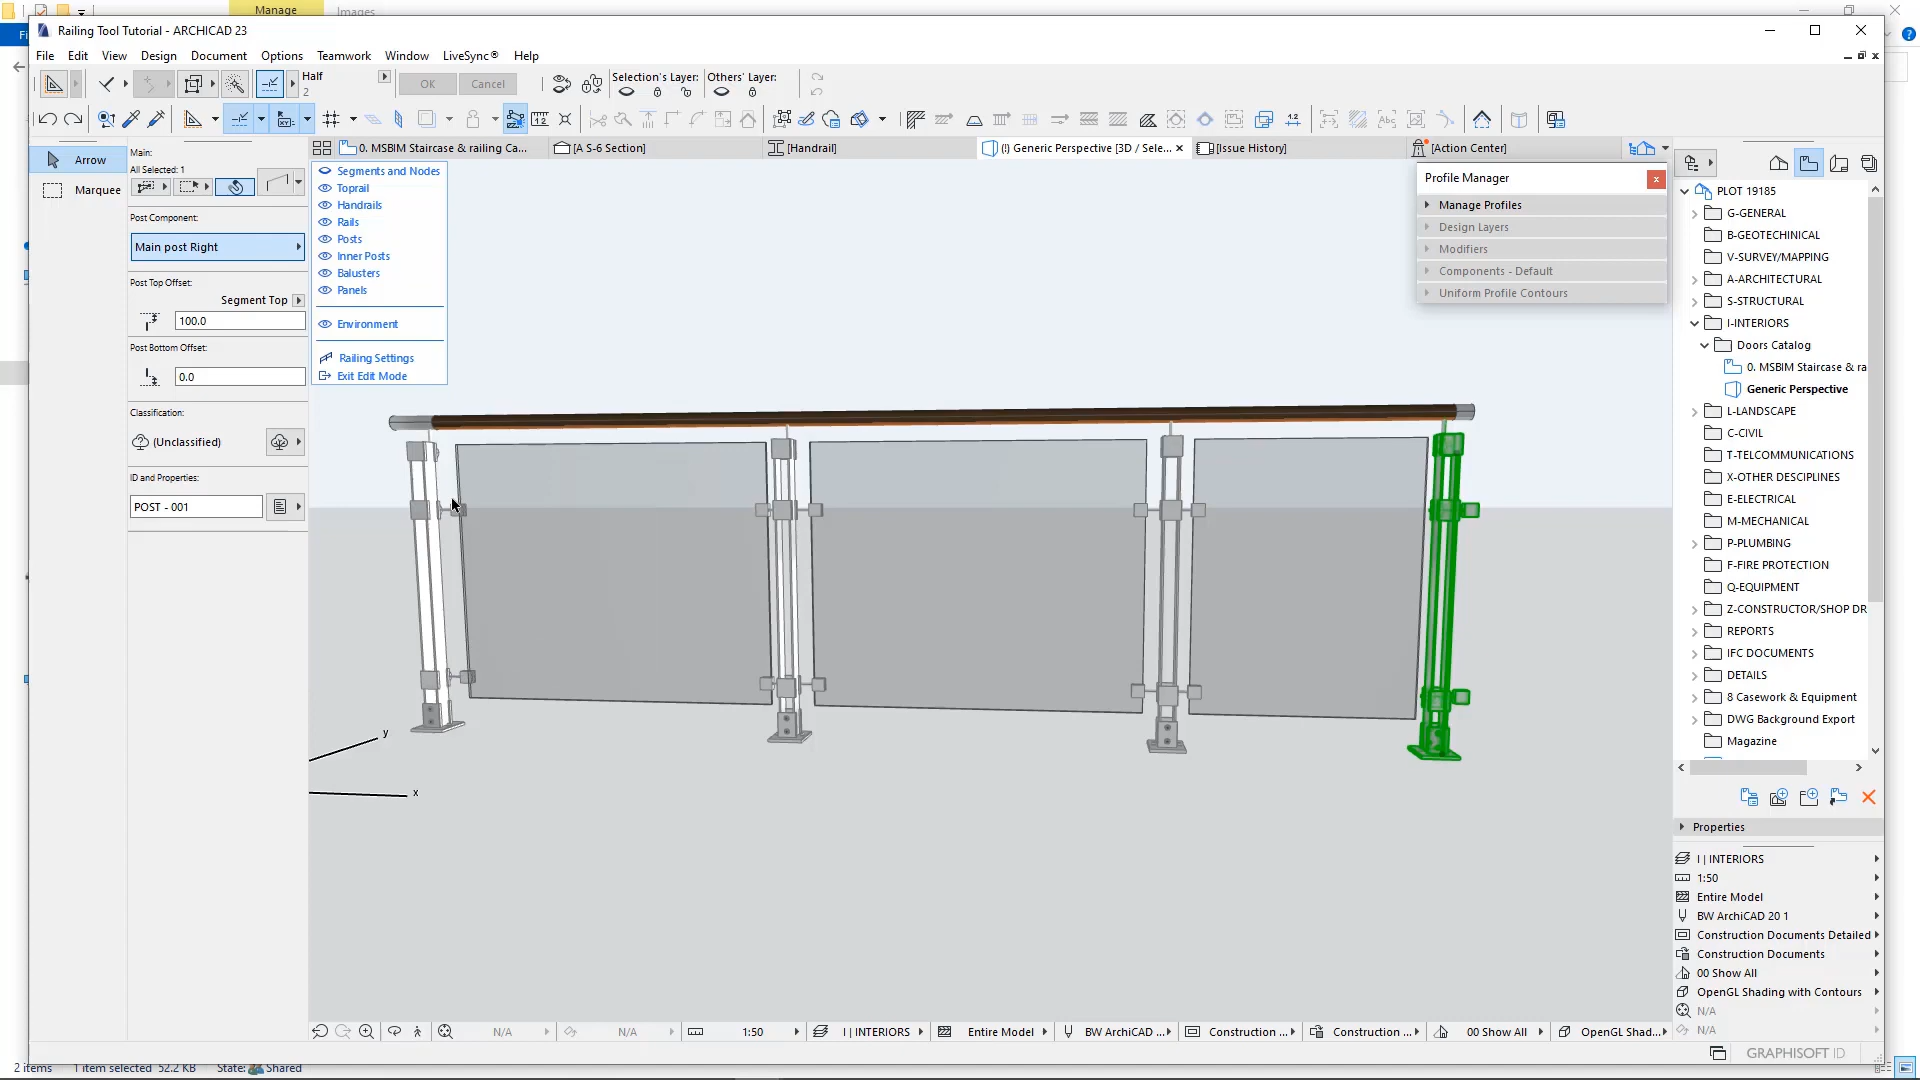 Manage
Images
Railing Tool Tutorial - ARCHICAD 23
File
Edit
View
Design
Document
Options
Teamwork
Window
LiveSync®
Help
Half
2
OK
Cancel
Selection's Layer:
Others' Layer:
1.2
Abc
Arrow
Marquee
Main:
All Selected: 1
Post Component:
Main post Right
Post Top Offset:
Segment Top
100.0
Post Bottom Offset:
0.0
Classification:
(Unclassified)
ID and Properties:
POST - 001
0. MSBIM Staircase & railing Ca...
[A S-6 Section]
[Handrail]
(!) Generic Perspective [3D / Sele...
[Issue History]
[Action Center]
Segments and Nodes
Toprail
Handrails
Rails
Posts
Inner Posts
Balusters
Panels
Environment
Railing Settings
Exit Edit Mode
Profile Manager
Manage Profiles
Design Layers
Modifiers
Components - Default
Uniform Profile Contours
y
x
PLOT 19185
G-GENERAL
B-GEOTECHINICAL
V-SURVEY/MAPPING
A-ARCHITECTURAL
S-STRUCTURAL
I-INTERIORS
Doors Catalog
0. MSBIM Staircase & ra
Generic Perspective
L-LANDSCAPE
C-CIVIL
T-TELCOMMUNICATIONS
X-OTHER DESCIPLINES
E-ELECTRICAL
M-MECHANICAL
P-PLUMBING
F-FIRE PROTECTION
Q-EQUIPMENT
Z-CONSTRUCTOR/SHOP DR
REPORTS
IFC DOCUMENTS
DETAILS
8 Casework & Equipment
DWG Background Export
Magazine
Properties
I | INTERIORS
1:50
Entire Model
BW ArchiCAD 20 1
Construction Documents Detailed
Construction Documents
00 Show All
OpenGL Shading with Contours
N/A
N/A
N/A
N/A
1:50
I | INTERIORS
Entire Model
BW ArchiCAD ...
Construction ...
Construction ...
00 Show All
OpenGL Shad...
GRAPHISOFT ID
2 items
1 item selected 52.2 KB
State:
Shared